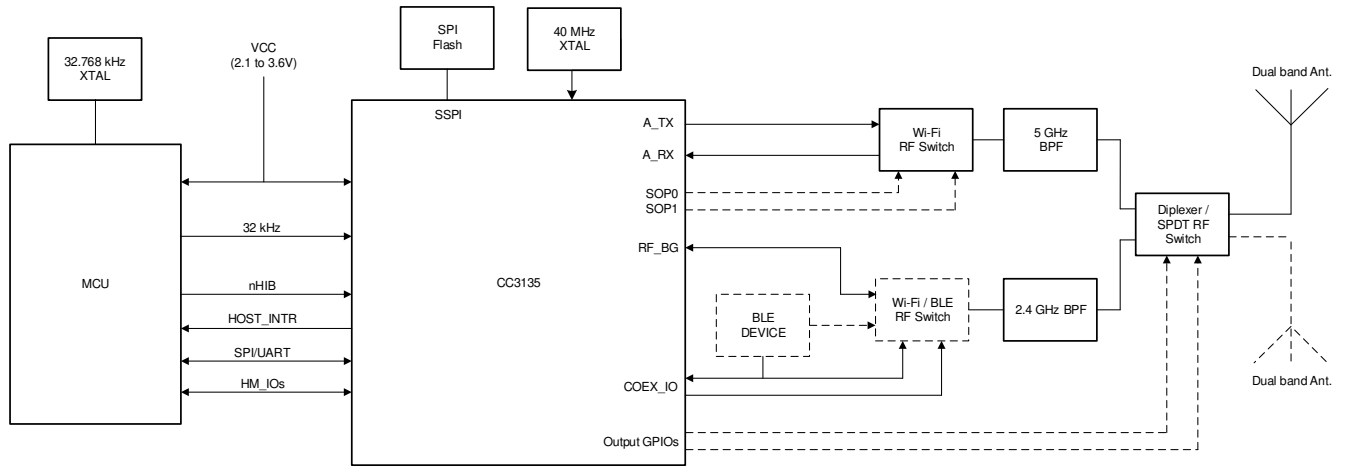 32.768 kHz
XTAL
VCC
(2.1 to 3.6V)
SPI
Flash
40 MHz
XTAL
Dual band Ant.
SSPI
A_TX
Wi-Fi
RF Switch
5 GHz
BPF
A_RX
SOP0
SOP1
Diplexer /
SPDT RF
Switch
32 kHz
RF_BG
MCU
CC3135
nHIB
BLE
DEVICE
Wi-Fi / BLE
RF Switch
2.4 GHz BPF
HOST_INTR
SPI/UART
HM_IOs
COEX_IO
Dual band Ant.
Output GPIOs